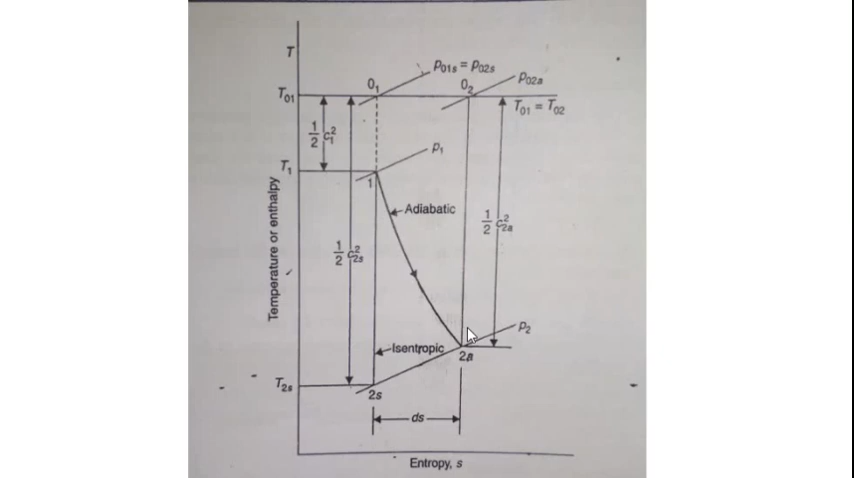 T
p01s = p02s
01
02
p02a
T01
T01 = T02
1/2 c1²
p1
T1
1
Adiabatic
1/2 c2a²
1/2 c2s²
Temperature or enthalpy
p2
Isentropic
2a
T2s
2s
ds
Entropy, s